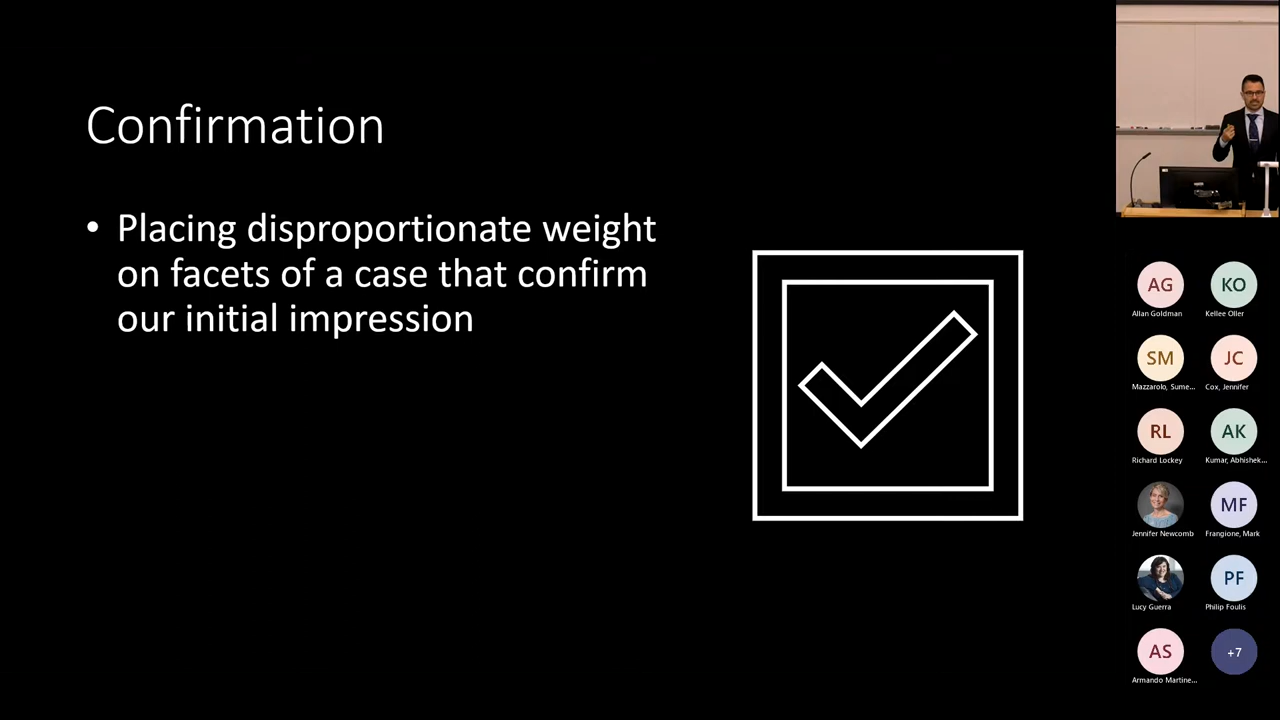 Confirmation
• Placing disproportionate weight
on facets of a case that confirm
our initial impression
AG
KO
Allan Goldman
Kellee Oller
SM
JC
Mazzarolo, Sume...
Cox, Jennifer
RL
AK
Richard Lockey
Kumar, Abhishek...
MF
Jennifer Newcomb
Frangione, Mark
PF
Lucy Guerra
Philip Foulis
AS
+7
Armando Martine...